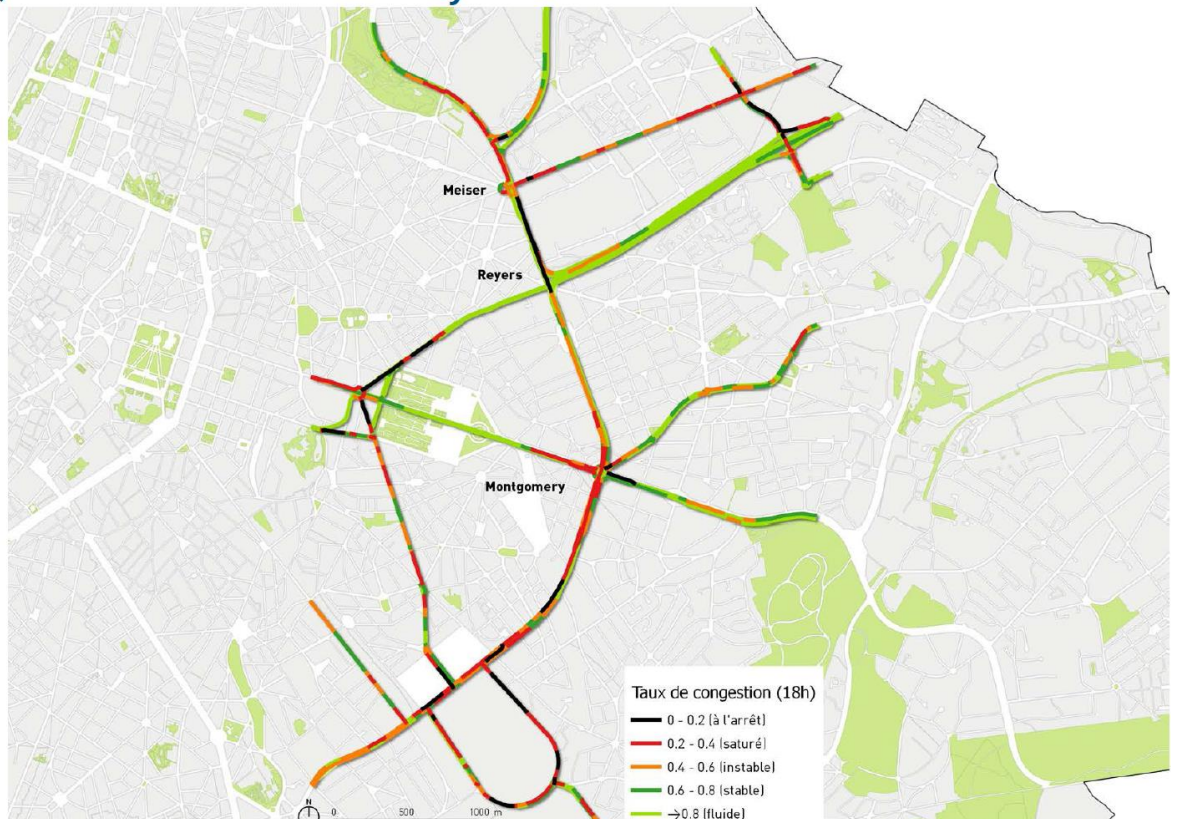 Meiser
Reyers
Montgomery
Taux de congestion (18h)
0 - 0.2 (à l'arrêt)
0.2 - 0.4 (saturé)
0.4 - 0.6 (instable)
0.6 - 0.8 (stable)
→0.8 (fluide)
N
0 500 1000 m